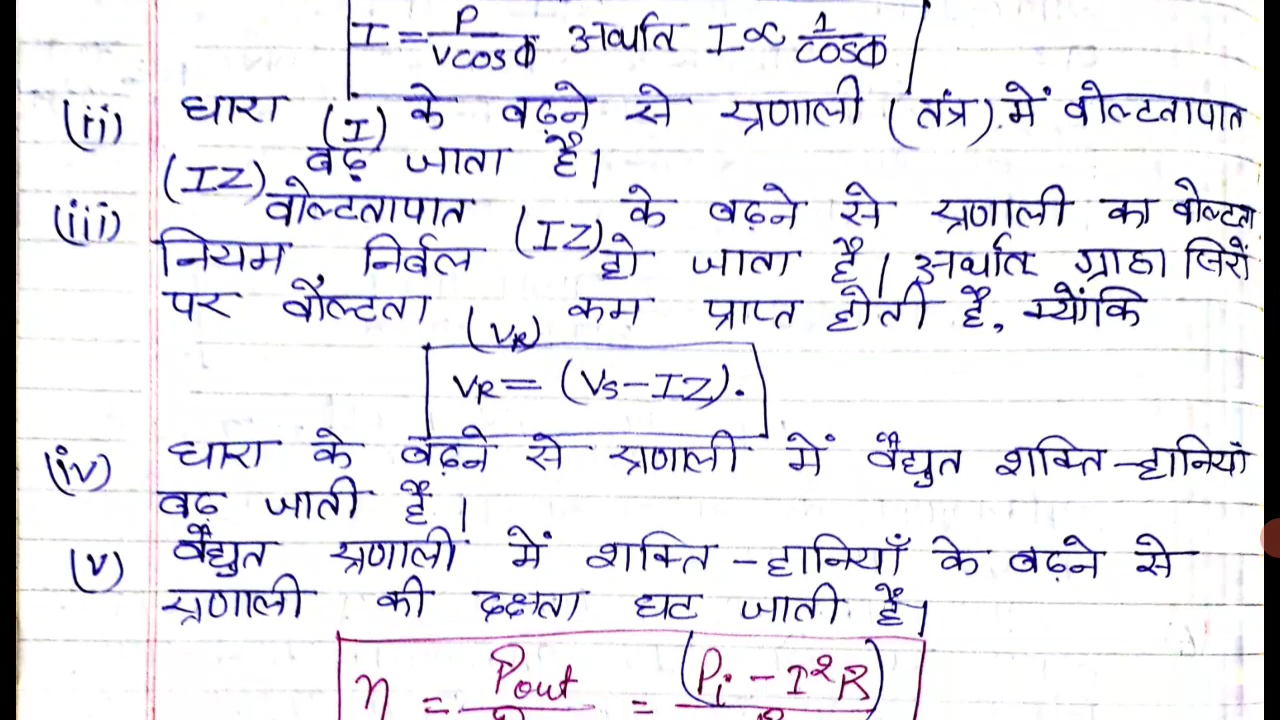 I = P/Vcosϕ अर्थात I ∝ 1/cosϕ
(ii) धारा (I) के बढ़ने से प्रणाली (तंत्र) में वोल्टतापात
(IZ) बढ़ जाता है।
(iii) वोल्टतापात (IZ) के बढ़ने से प्रणाली का वोल्टता
नियम निर्बल हो जाता है। अर्थात ग्राही सिरों
पर वोल्टता (VR) कम प्राप्त होती है, क्योंकि
VR = (Vs-IZ).
(iv) धारा के बढ़ने से प्रणाली में वैद्युत शक्ति-हानियाँ
बढ़ जाती है।
(v) वैद्युत प्रणाली में शक्ति-हानियाँ के बढ़ने से
प्रणाली की दक्षता घट जाती है।
η = Pout = (Pi - I²R)